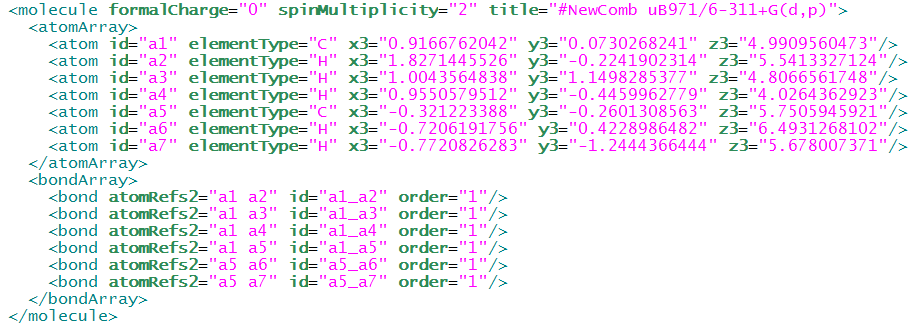 <molecule formalCharge="0" spinMultiplicity="2" title="#NewComb uB971/6-311+G(d,p)">
<atomArray>
<atom id="a1" elementType="C" x3="0.9166762042" y3="0.0730268241" z3="4.9909560473"/>
<atom id="a2" elementType="H" x3="1.8271445526" y3="-0.2241902314" z3="5.5413327124"/>
<atom id="a3" elementType="H" x3="1.0043564838" y3="1.1498285377" z3="4.8066561748"/>
<atom id="a4" elementType="H" x3="0.9550579512" y3="-0.4459962779" z3="4.0264362923"/>
<atom id="a5" elementType="C" x3="-0.321223388" y3="-0.2601308563" z3="5.7505945921"/>
<atom id="a6" elementType="H" x3="-0.7206191756" y3="0.4228986482" z3="6.4931268102"/>
<atom id="a7" elementType="H" x3="-0.7720826283" y3="-1.2444366444" z3="5.678007371"/>
</atomArray>
<bondArray>
<bond atomRefs2="a1 a2" id="a1_a2" order="1"/>
<bond atomRefs2="a1 a3" id="a1_a3" order="1"/>
<bond atomRefs2="a1 a4" id="a1_a4" order="1"/>
<bond atomRefs2="a1 a5" id="a1_a5" order="1"/>
<bond atomRefs2="a5 a6" id="a5_a6" order="1"/>
<bond atomRefs2="a5 a7" id="a5_a7" order="1"/>
</bondArray>
</molecule>